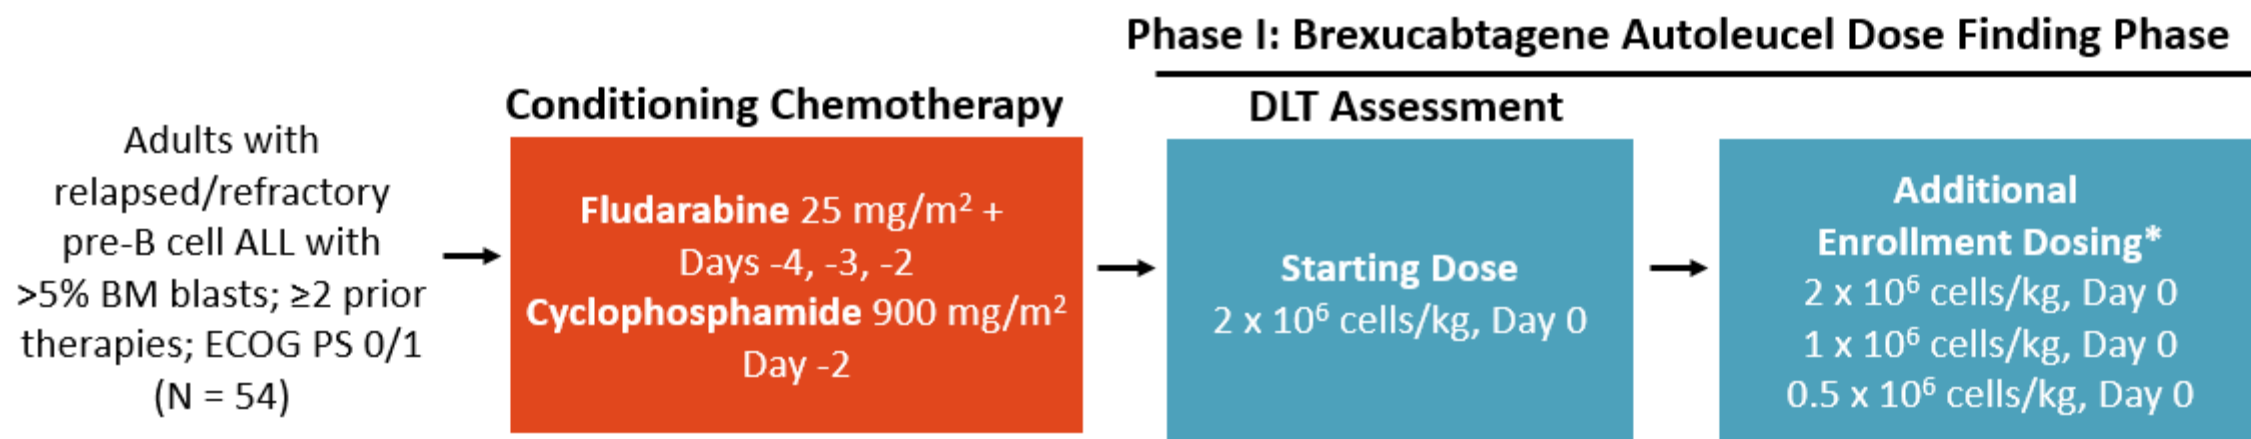 Phase I: Brexucabtagene Autoleucel Dose Finding Phase
Adults with
relapsed/refractory
pre-B cell ALL with
>5% BM blasts; ≥2 prior
therapies; ECOG PS 0/1
(N = 54)
Conditioning Chemotherapy
Fludarabine 25 mg/m² +
Days -4, -3, -2
Cyclophosphamide 900 mg/m²
Day -2
DLT Assessment
Starting Dose
2 x 10⁶ cells/kg, Day 0
Additional
Enrollment Dosing*
2 x 10⁶ cells/kg, Day 0
1 x 10⁶ cells/kg, Day 0
0.5 x 10⁶ cells/kg, Day 0